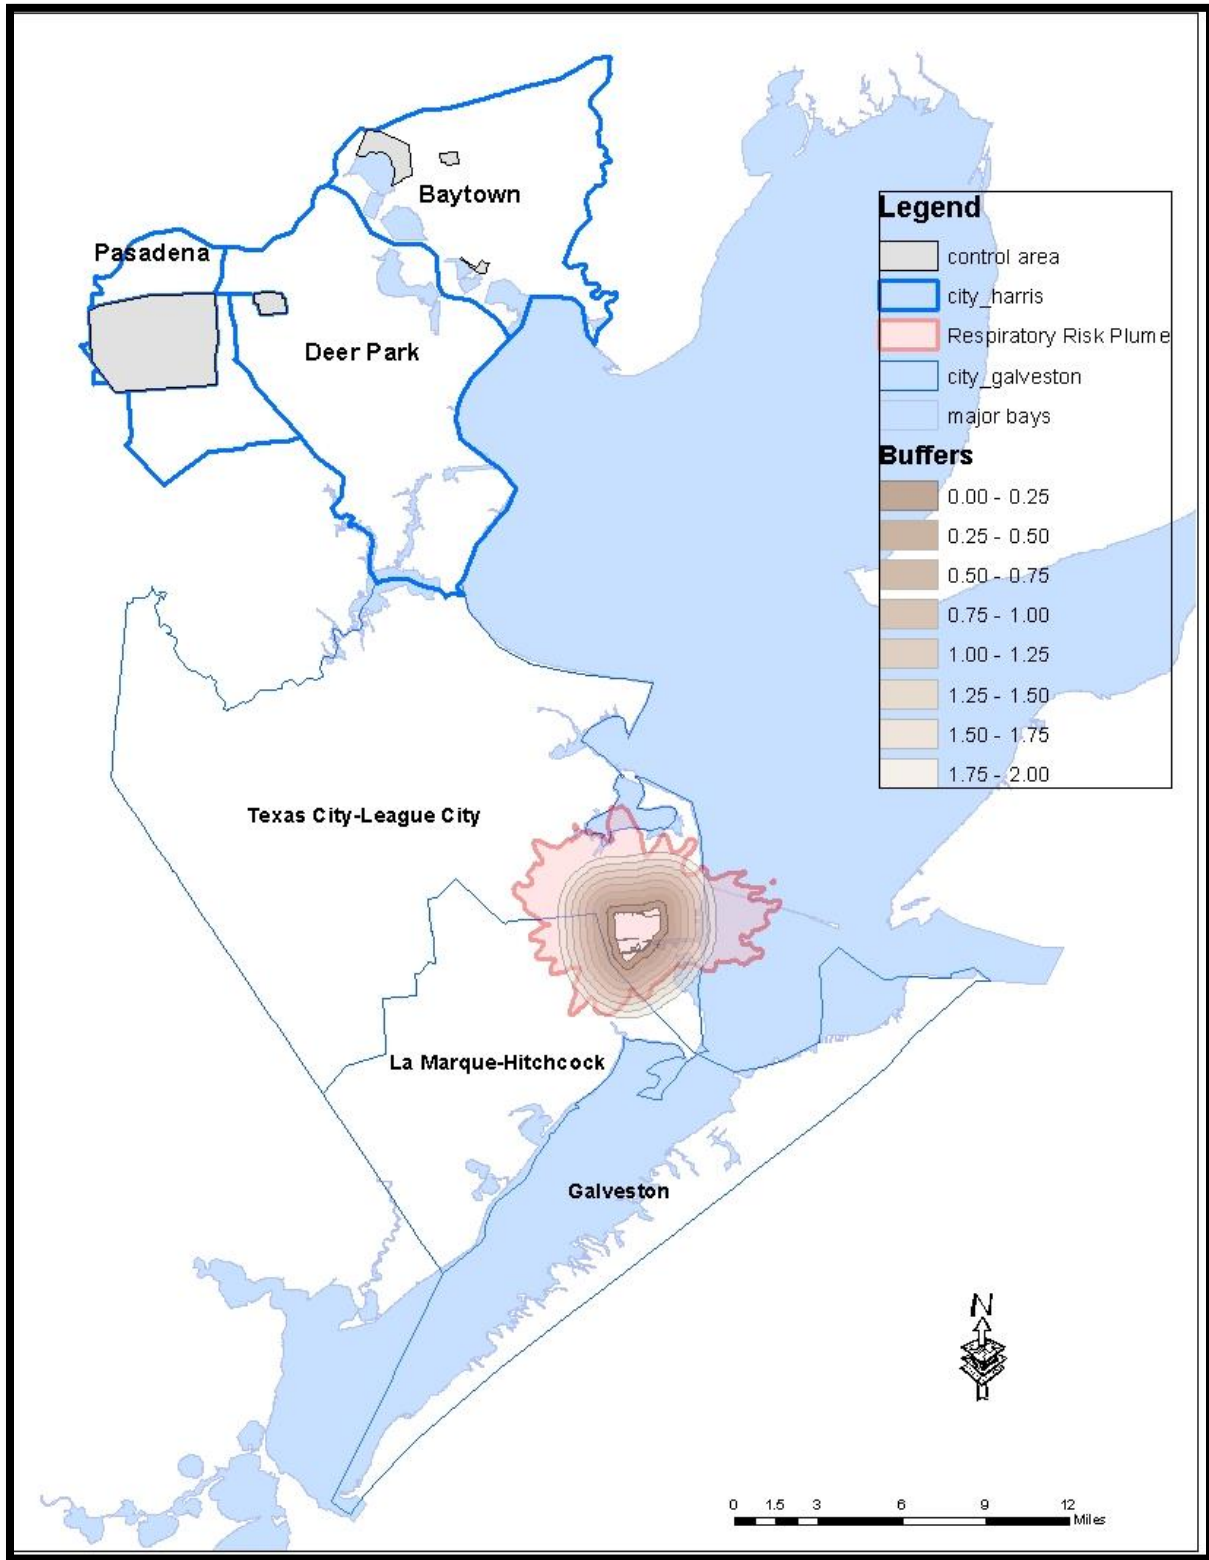 Baytown
Pasadena
Deer Park
Legend
control area
city_harris
Respiratory Risk Plume
city_galveston
major bays
Buffers
0.00 - 0.25
0.25 - 0.50
0.50 - 0.75
0.75 - 1.00
1.00 - 1.25
1.25 - 1.50
1.50 - 1.75
1.75 - 2.00
Texas City-League City
La Marque-Hitchcock
Galveston
N
0 1.5 3 6 9 12
Miles